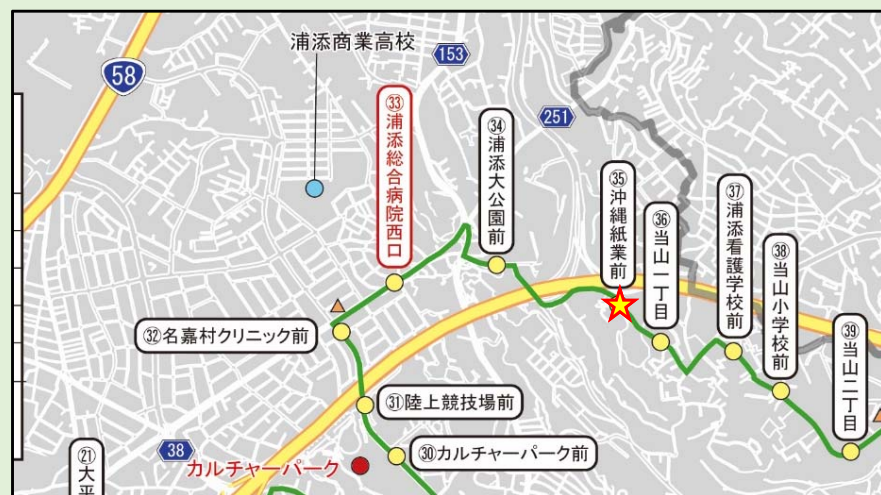 浦添商業高校
153
58
251
㉝浦添総合病院西口
㉞浦添大公園前
㉟沖縄紙業前
㊱当山一丁目
㊲浦添看護学校前
㊳当山小学校前
㊴当山二丁目
㉜名嘉村クリニック前
㉛陸上競技場前
㉚カルチャーパーク前
カルチャーパーク
38
㉑大平